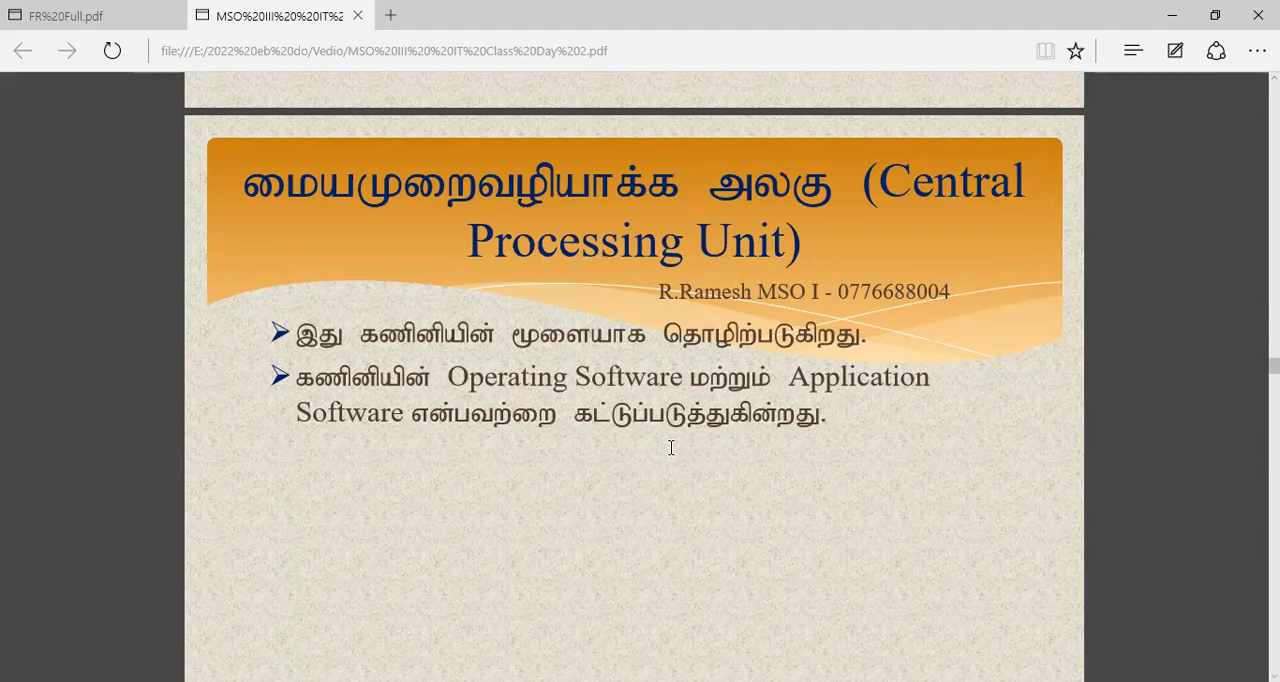 FR%20Full.pdf
MSO%20III%20%20IT%2
file:///E:/2022%20eb%20do/Vedio/MSO%20III%20%20IT%20Class%20Day%202.pdf
மையமுறைவழியாக்க அலகு (Central
Processing Unit)
R.Ramesh MSO I - 0776688004
இது கணினியின் மூளையாக தொழிற்படுகிறது.
கணினியின் Operating Software மற்றும் Application
Software என்பவற்றை கட்டுப்படுத்துகின்றது.